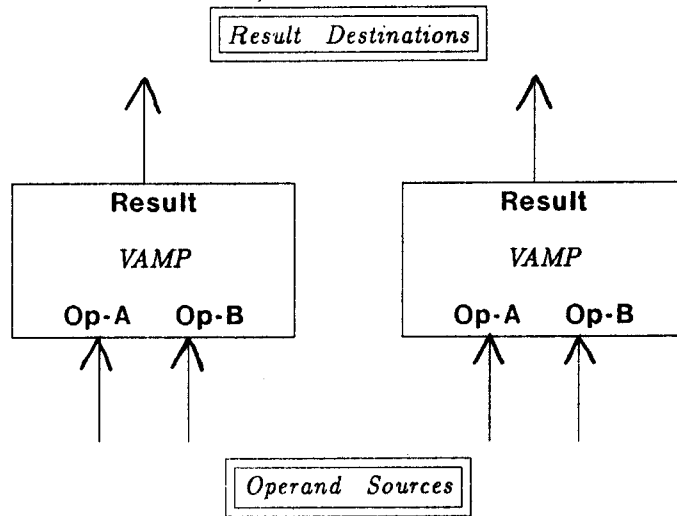 Result Destinations
Result Result
VAMP VAMP
Op-A Op-B Op-A Op-B
Operand Sources